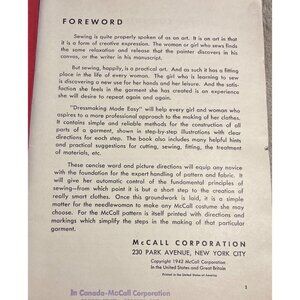 FOREWORD
Sewing is quite properly spoken of as an art. It is an art in that it
is a form of creative expression. The woman or girl who sews finds
the same relaxation and release that the painter discovers in his
canvas, or the writer in his manuscript.
But sewing, happily, is a practical art. And as such it has a fitting
place in the life of every woman. The girl who is learning to sew
is discovering a new use for her hands and her leisure. And the satis-
faction she feels in the garment she has created is an experience
she will desire to repeat again and again.
"Dressmaking Made Easy" will help every girl and woman who
aspires to a more professional approach to the making of her clothes.
It contains simple and reliable methods for the construction of all
parts of a garment, shown in step-by-step illustrations with clear
directions for each step. The book also includes many helpful hints
and practical suggestions for cutting, sewing, fitting, the treatment
of materials, etc.
These concise word and picture directions will equip any novice
with the foundation for the expert handling of pattern and fabric. It
will give her automatic control of the fundamental principles of
sewing—from which point it is but a short step to the creation of
really smart clothes. Once this groundwork is laid, it is a simple
matter for the needlewoman to make any McCall costume she may
choose. For the McCall pattern is itself printed with directions and
markings which simplify the steps in the making of that particular
garment.
McCALL CORPORATION
230 PARK AVENUE, NEW YORK CITY
Copyright 1943 McCall Corporation
In the United States and Great Britain
Printed in the United States of America
1
In Canada-McCall Corporation